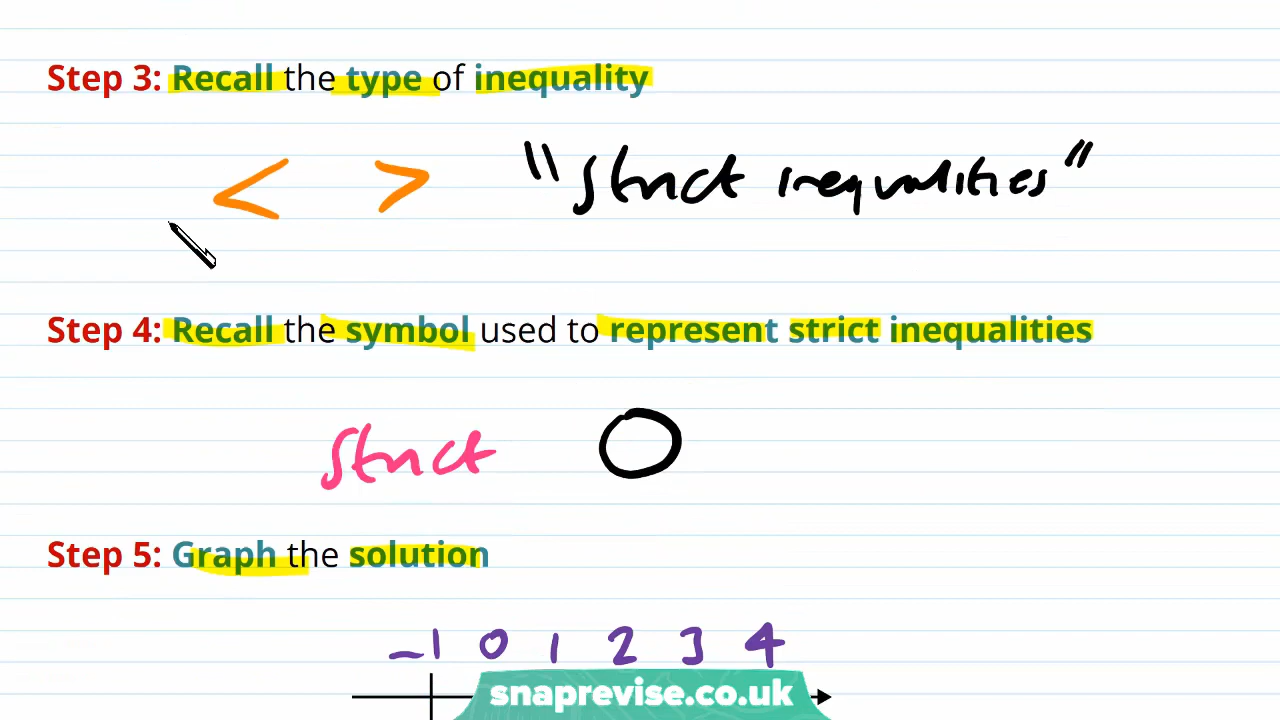 Step 3: Recall the type of inequality
< > "strict inequalities"
Step 4: Recall the symbol used to represent strict inequalities
strict
Step 5: Graph the solution
-1 0 1 2 3 4
snaprevise.co.uk